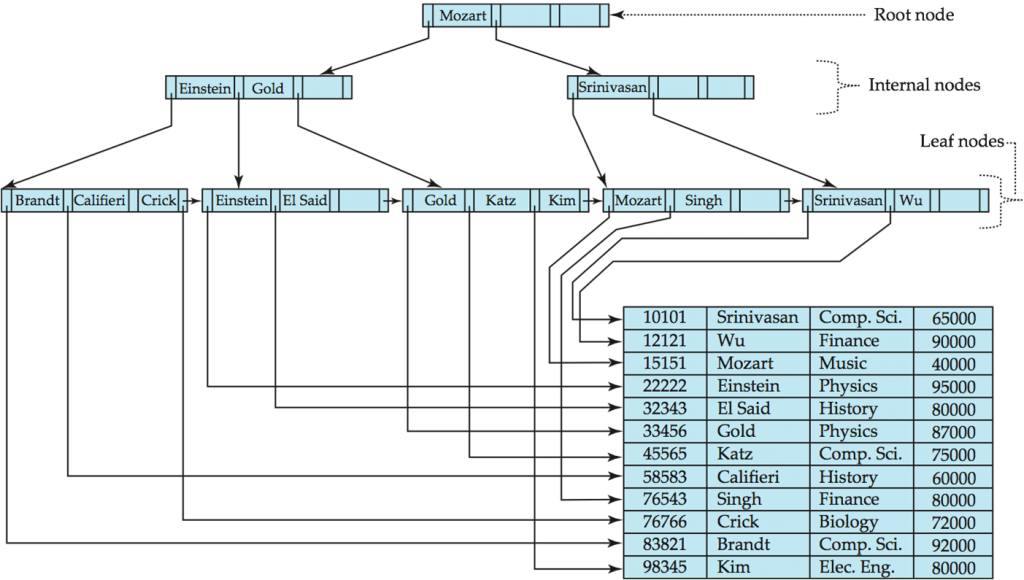 Mozart
Root node
Einstein Gold
Srinivasan
Internal nodes
Leaf nodes
Brandt Califieri Crick
Einstein El Said
Gold Katz Kim
Mozart Singh
Srinivasan Wu
10101 Srinivasan Comp. Sci. 65000
12121 Wu Finance 90000
15151 Mozart Music 40000
22222 Einstein Physics 95000
32343 El Said History 80000
33456 Gold Physics 87000
45565 Katz Comp. Sci. 75000
58583 Califieri History 60000
76543 Singh Finance 80000
76766 Crick Biology 72000
83821 Brandt Comp. Sci. 92000
98345 Kim Elec. Eng. 80000